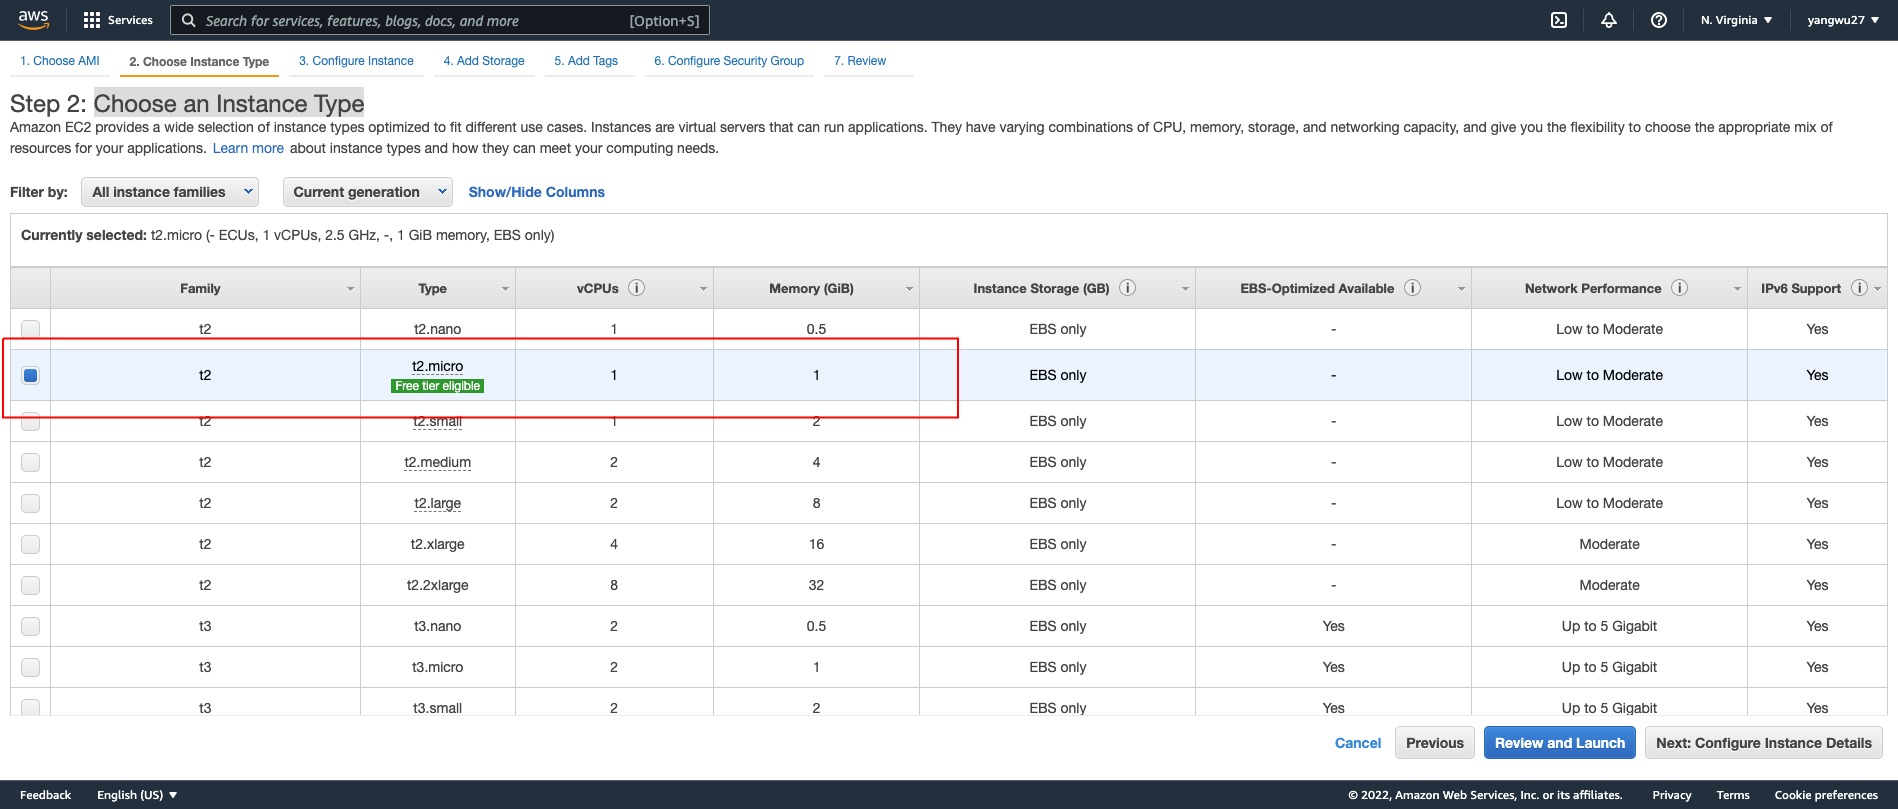 aws
Services
Search for services, features, blogs, docs, and more [Option+S]
N. Virginia
yangwu27
1. Choose AMI 2. Choose Instance Type 3. Configure Instance 4. Add Storage 5. Add Tags 6. Configure Security Group 7. Review
Step 2: Choose an Instance Type
Amazon EC2 provides a wide selection of instance types optimized to fit different use cases. Instances are virtual servers that can run applications. They have varying combinations of CPU, memory, storage, and networking capacity, and give you the flexibility to choose the appropriate mix of
resources for your applications. Learn more about instance types and how they can meet your computing needs.
Filter by: All instance families Current generation Show/Hide Columns
Currently selected: t2.micro (- ECUs, 1 vCPUs, 2.5 GHz, -, 1 GiB memory, EBS only)
Family Type vCPUs Memory (GiB) Instance Storage (GB) EBS-Optimized Available Network Performance IPv6 Support
t2 t2.nano 1 0.5 EBS only - Low to Moderate Yes
t2 t2.micro Free tier eligible 1 1 EBS only - Low to Moderate Yes
t2 t2.small 1 2 EBS only - Low to Moderate Yes
t2 t2.medium 2 4 EBS only - Low to Moderate Yes
t2 t2.large 2 8 EBS only - Low to Moderate Yes
t2 t2.xlarge 4 16 EBS only - Moderate Yes
t2 t2.2xlarge 8 32 EBS only - Moderate Yes
t3 t3.nano 2 0.5 EBS only Yes Up to 5 Gigabit Yes
t3 t3.micro 2 1 EBS only Yes Up to 5 Gigabit Yes
t3 t3.small 2 2 EBS only Yes Up to 5 Gigabit Yes
Cancel Previous Review and Launch Next: Configure Instance Details
Feedback English (US) © 2022, Amazon Web Services, Inc. or its affiliates. Privacy Terms Cookie preferences